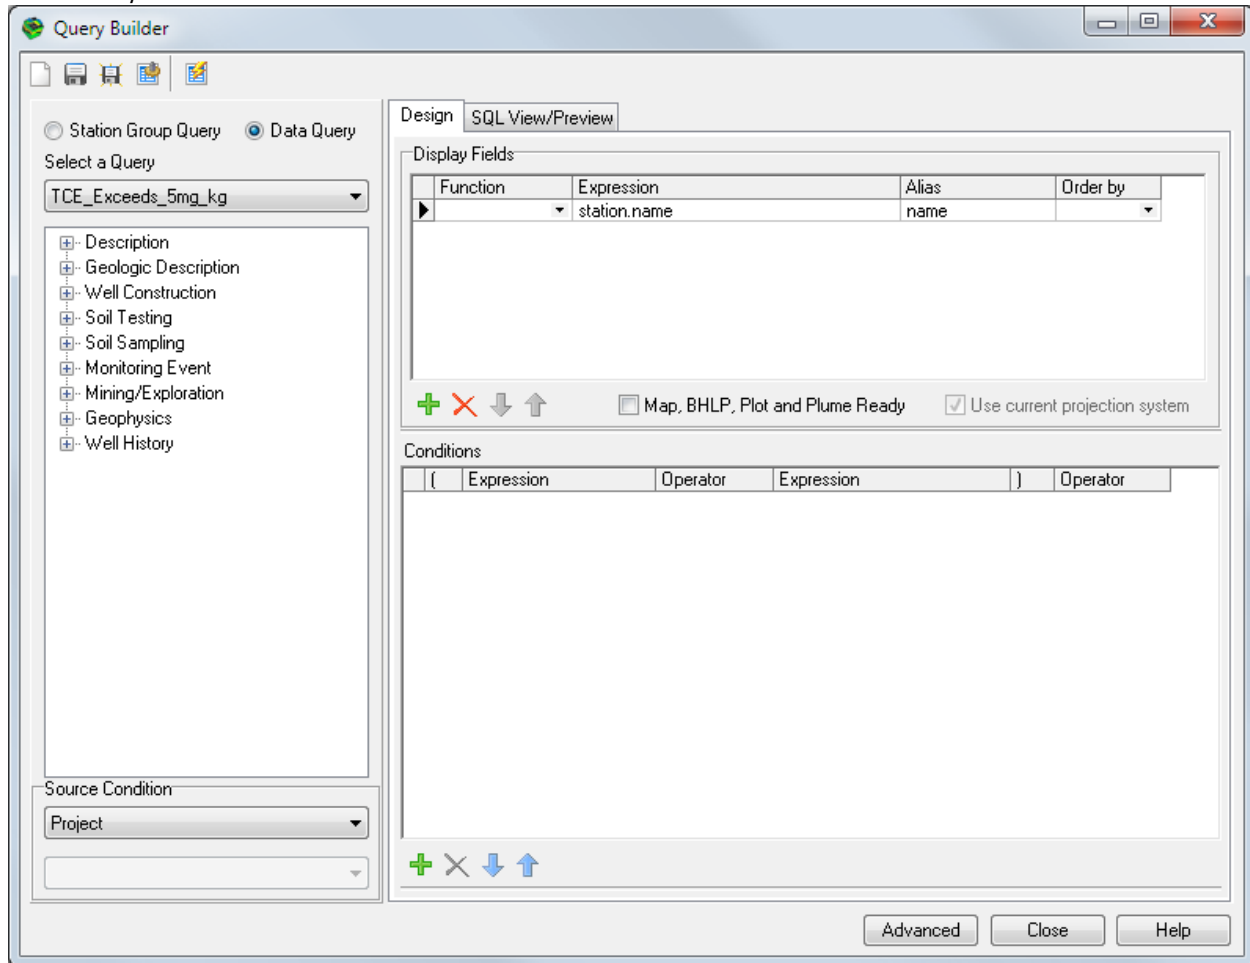 Query Builder
Station Group Query Data Query
Select a Query
TCE_Exceeds_5mg_kg
Description
Geologic Description
Well Construction
Soil Testing
Soil Sampling
Monitoring Event
Mining/Exploration
Geophysics
Well History
Source Condition
Project
Design SQL View/Preview
Display Fields
Function Expression Alias Order by
station.name name
Map, BHLP, Plot and Plume Ready Use current projection system
Conditions
( Expression Operator Expression ) Operator
Advanced Close Help